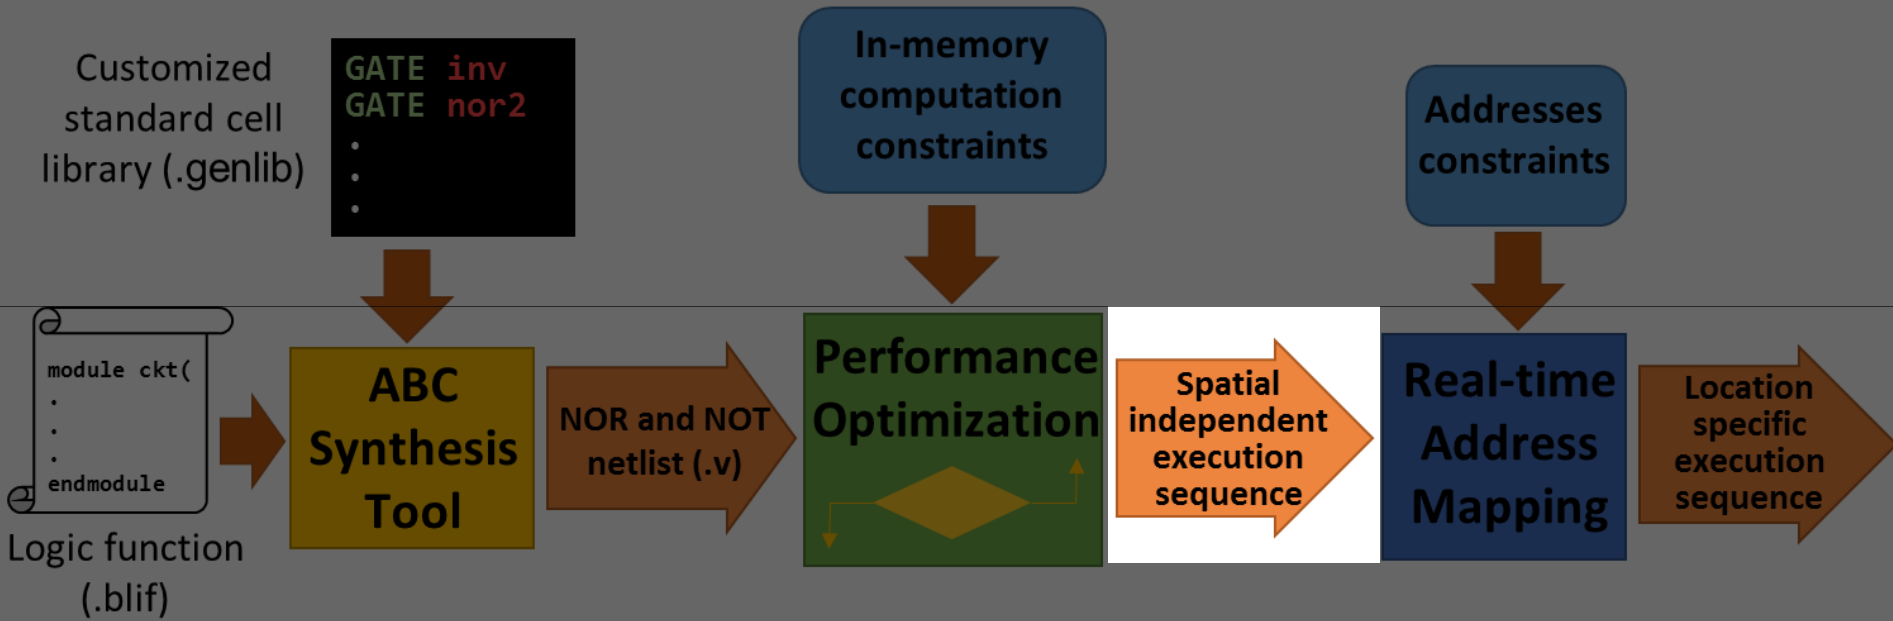 Customized
standard cell
library (.genlib)
GATE inv
GATE nor2
.
.
.
In-memory
computation
constraints
Addresses
constraints
module ckt(
.
.
.
endmodule
Logic function
(.blif)
ABC
Synthesis
Tool
NOR and NOT
netlist (.v)
Performance
Optimization
Spatial
independent
execution
sequence
Real-time
Address
Mapping
Location
specific
execution
sequence